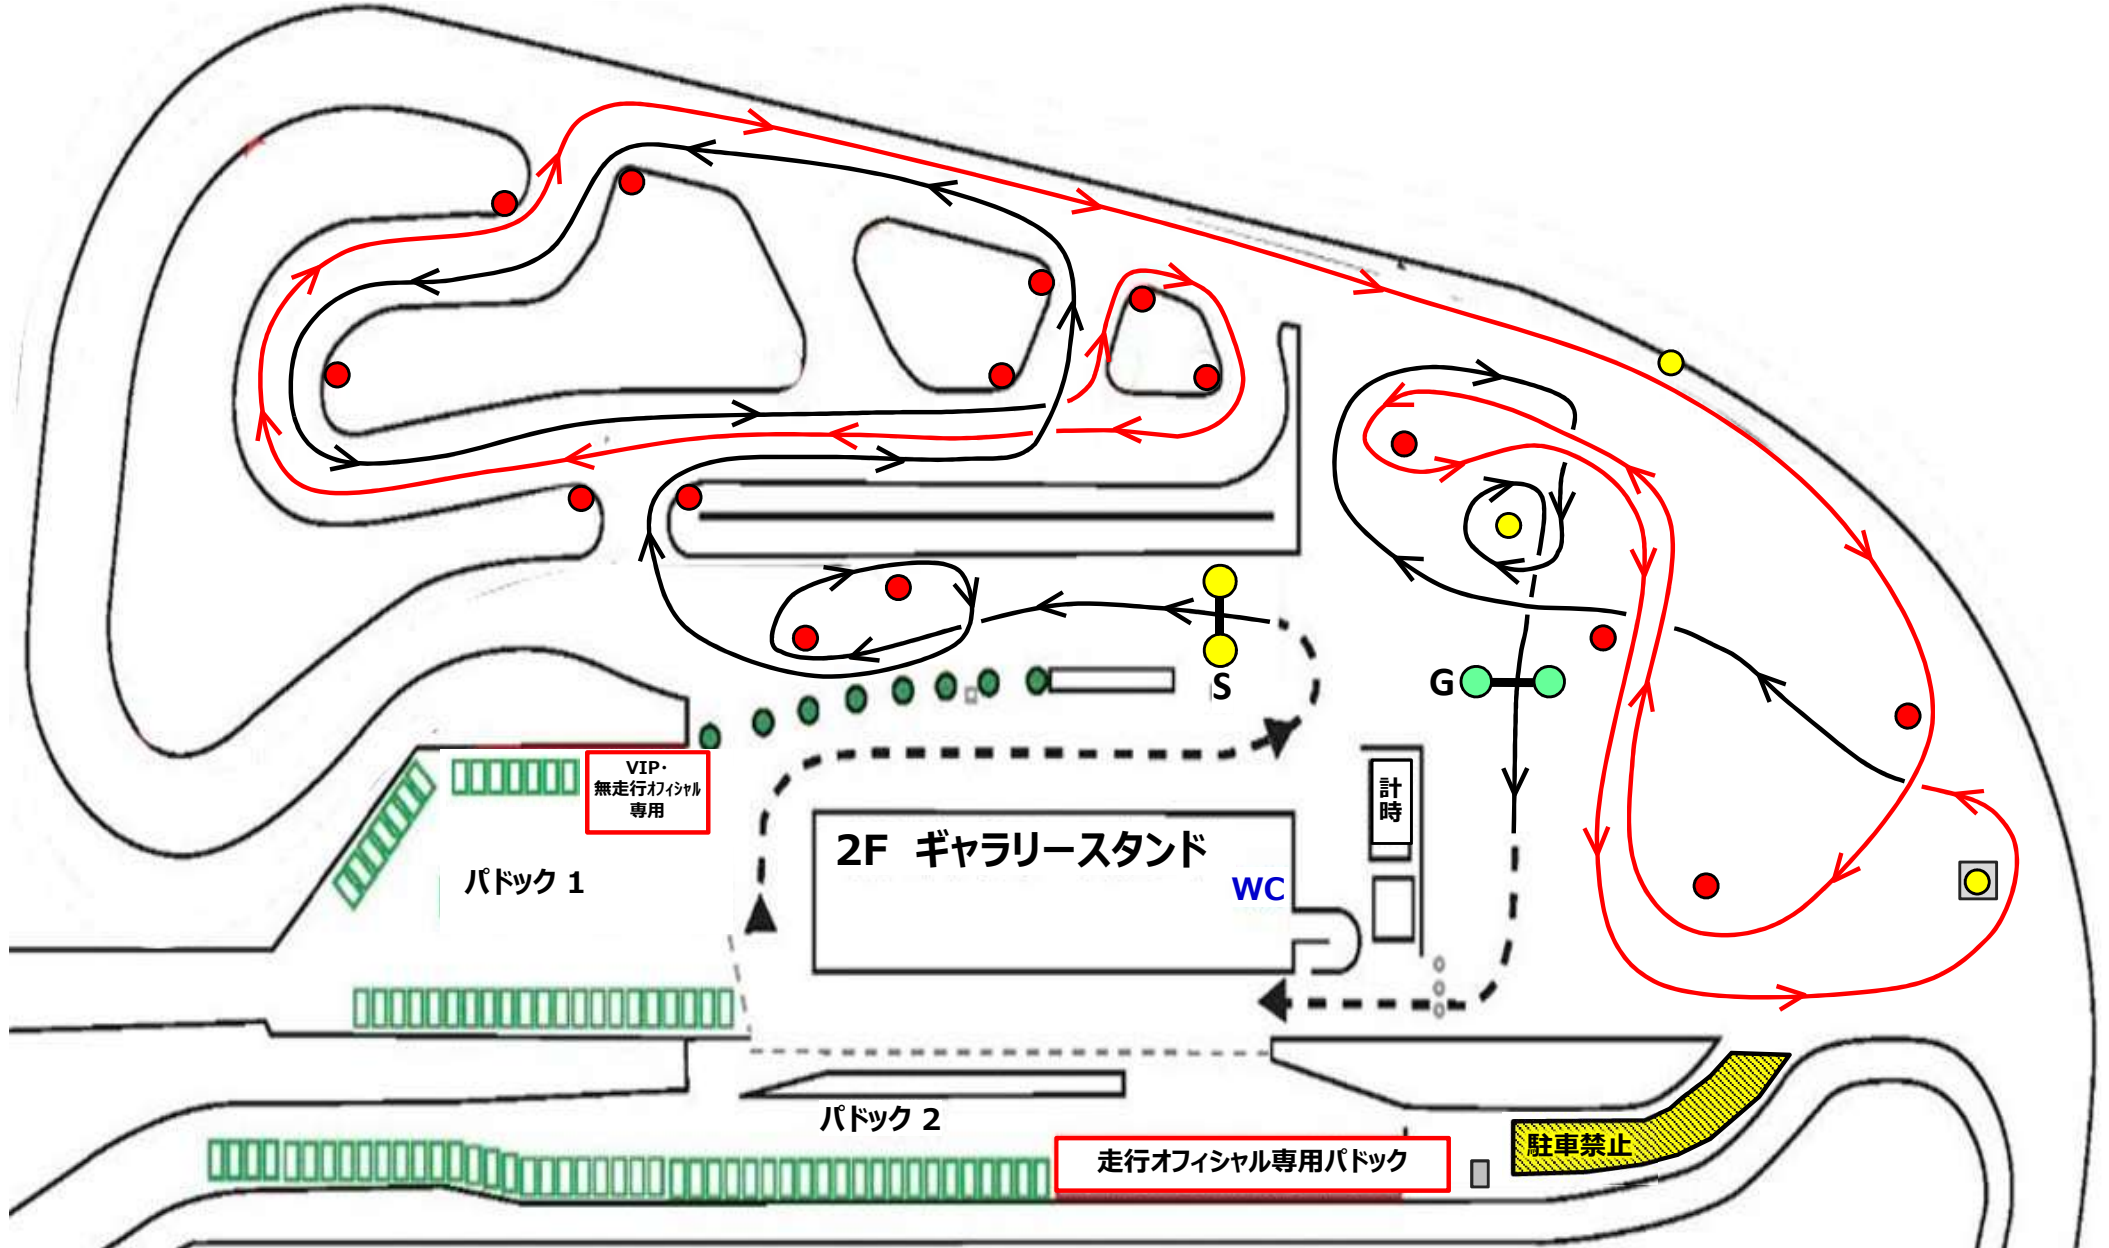 S
G
VIP・
無走行ｵﾌｨｼｬﾙ
専用
計
時
2F ギャラリースタンド
WC
パドック 1
パドック 2
走行オフィシャル専用パドック
駐車禁止